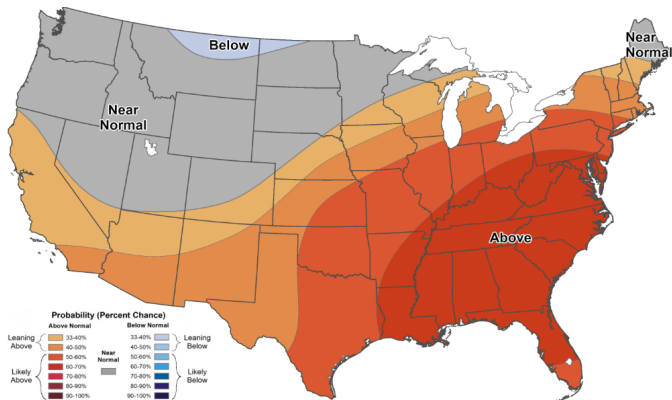 Below
Near
Normal
Near
Normal
Above
Probability (Percent Chance)
Above Normal
Below Normal
Leaning
Above
33-40%
40-50%
50-60%
60-70%
70-80%
80-90%
90-100%
Likely
Above
Near
Normal
33-40%
40-50%
50-60%
60-70%
70-80%
80-90%
90-100%
Leaning
Below
Likely
Below